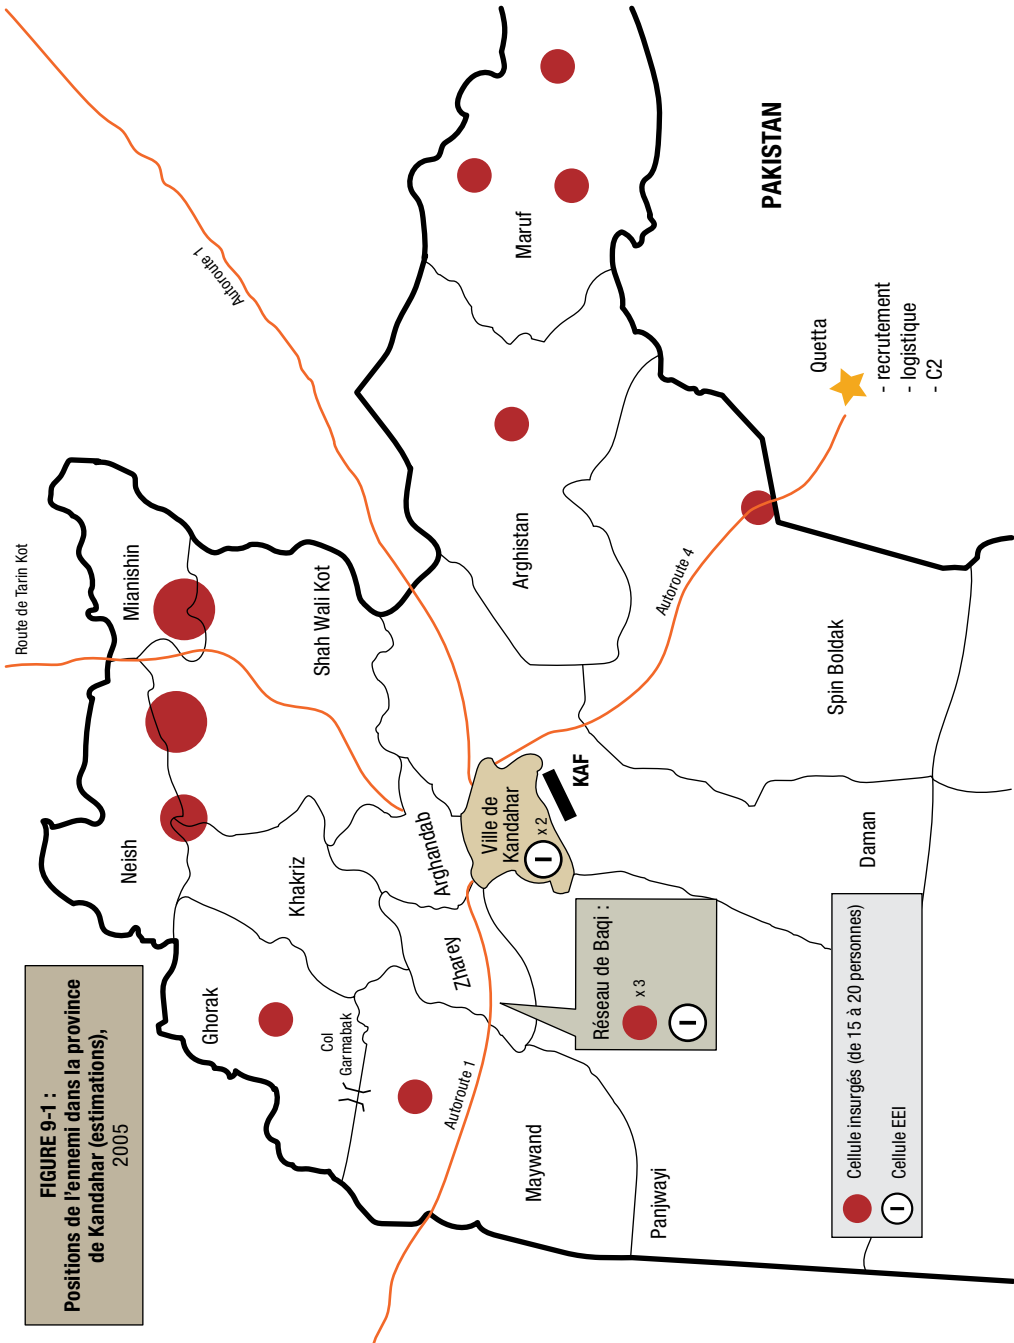 FIGURE 9-1 :
Positions de l'ennemi dans la province
de Kandahar (estimations),
2005
Route de Tarin Kot
Mianishin
Neish
Shah Wali Kot
Ghorak
Khakriz
Col
Garmabak
Arghandab
Zharey
Autoroute 1
Autoroute 1
Maywand
Panjwayi
Ville de
Kandahar
I x 2
KAF
Réseau de Baqi :
x 3
I
Daman
Spin Boldak
Autoroute 4
Arghistan
Maruf
PAKISTAN
Quetta
- recrutement
- logistique
- C2
Cellule insurgés (de 15 à 20 personnes)
I Cellule EEI